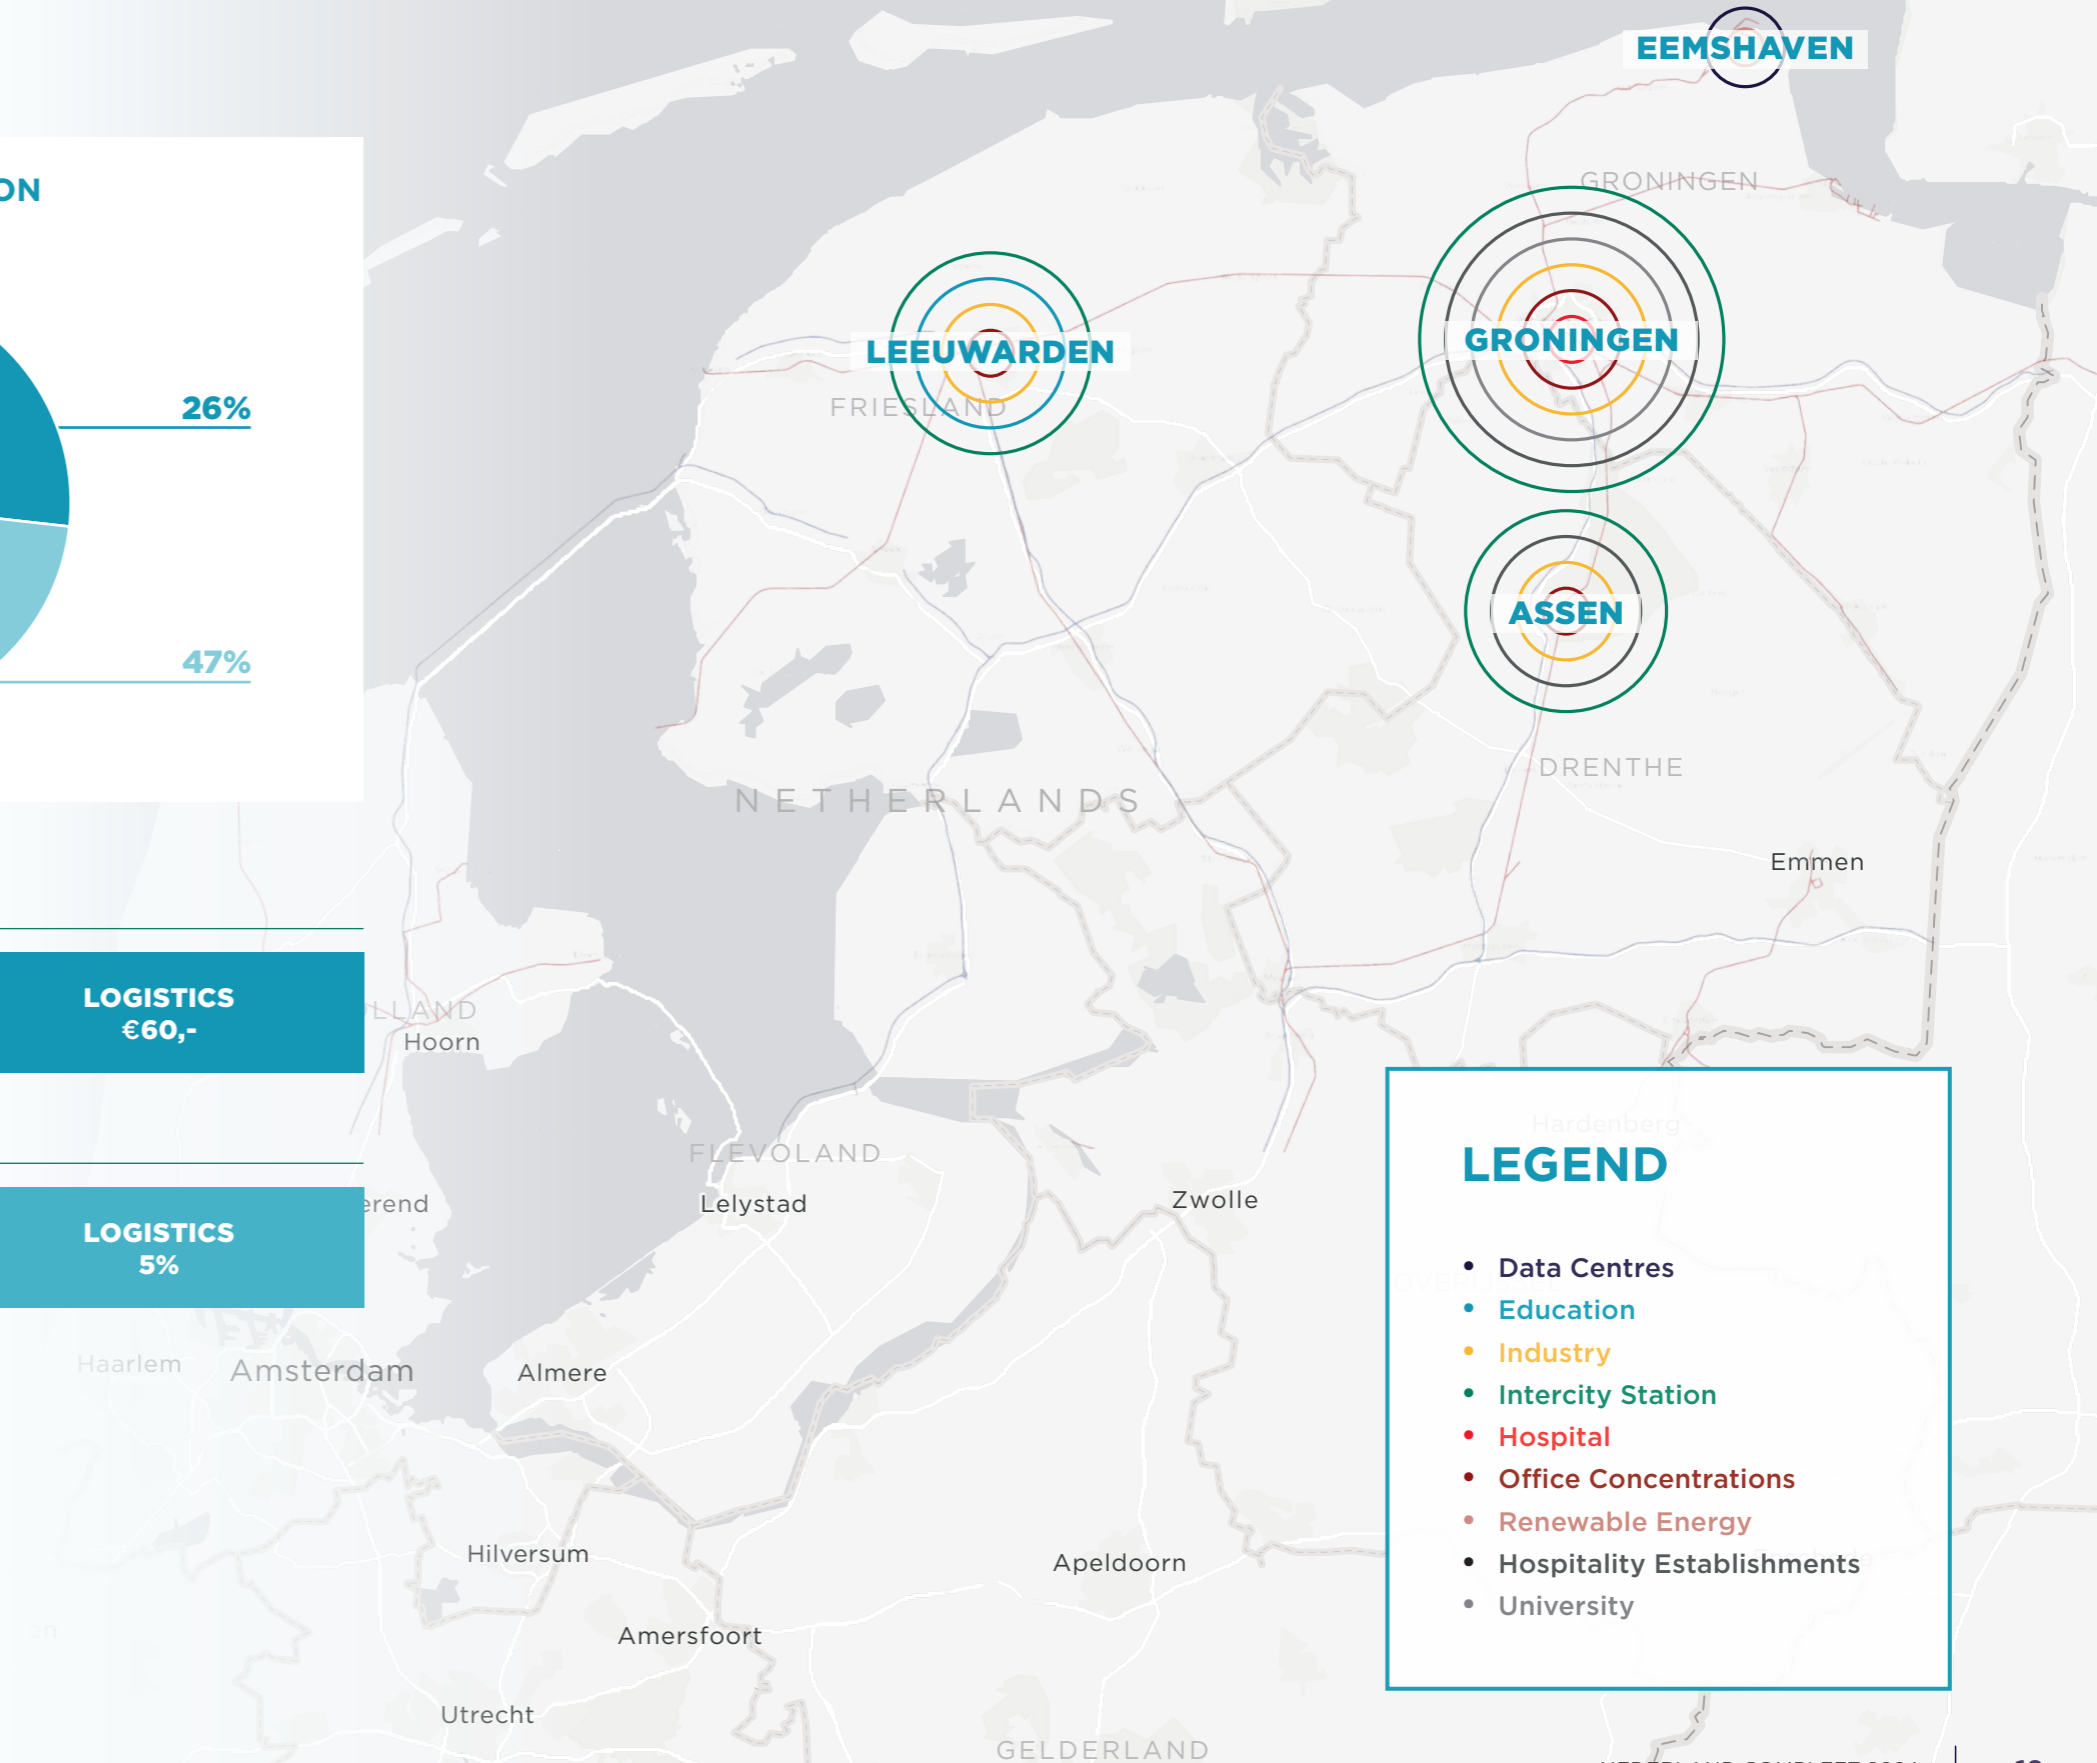 EEMSHAVEN
ON
GRONINGEN
GRONINGEN
LEEUWARDEN
FRIESLAND
26%
ASSEN
47%
DRENTHE
NETHERLANDS
Emmen
LOGISTICS
€60,-
LLAND
Hoorn
FLEVOLAND
Lelystad
Zwolle
erend
LOGISTICS
5%
Haarlem
Amsterdam
Almere
Hilversum
Apeldoorn
Amersfoort
Utrecht
GELDERLAND
Hardenberg
LEGEND
• Data Centres
• Education
• Industry
• Intercity Station
• Hospital
• Office Concentrations
• Renewable Energy
• Hospitality Establishments
• University